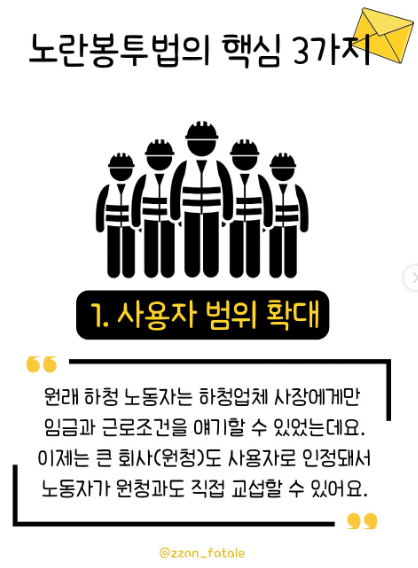 노란봉투법의 핵심 3가지
1. 사용자 범위 확대
원래 하청 노동자는 하청업체 사장에게만
임금과 근로조건을 얘기할 수 있었는데요.
이제는 큰 회사(원청)도 사용자로 인정돼서
노동자가 원청과도 직접 교섭할 수 있어요.
@zzan_fatale